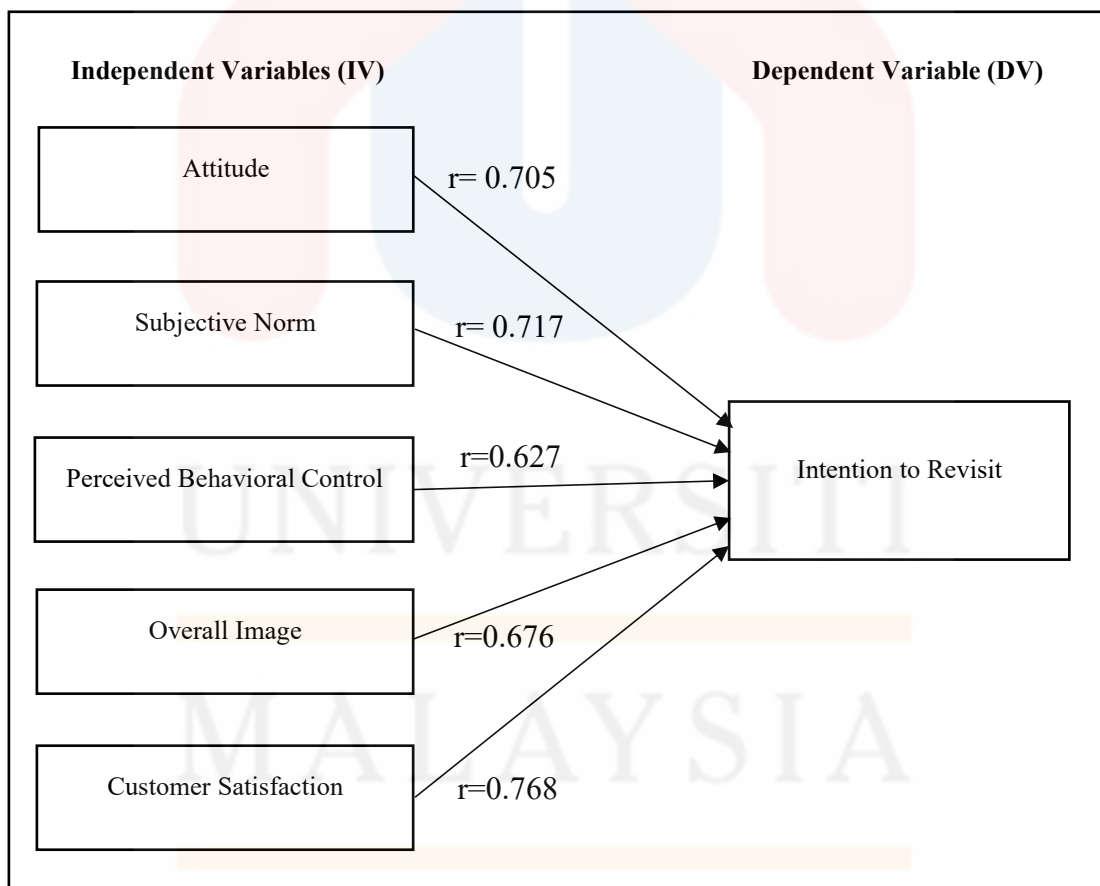 Independent Variables (IV)
Dependent Variable (DV)
Attitude
r= 0.705
Subjective Norm
r= 0.717
Perceived Behavioral Control
r=0.627
Intention to Revisit
Overall Image
r=0.676
Customer Satisfaction
r=0.768
UNIVERSITI
MALAYSIA